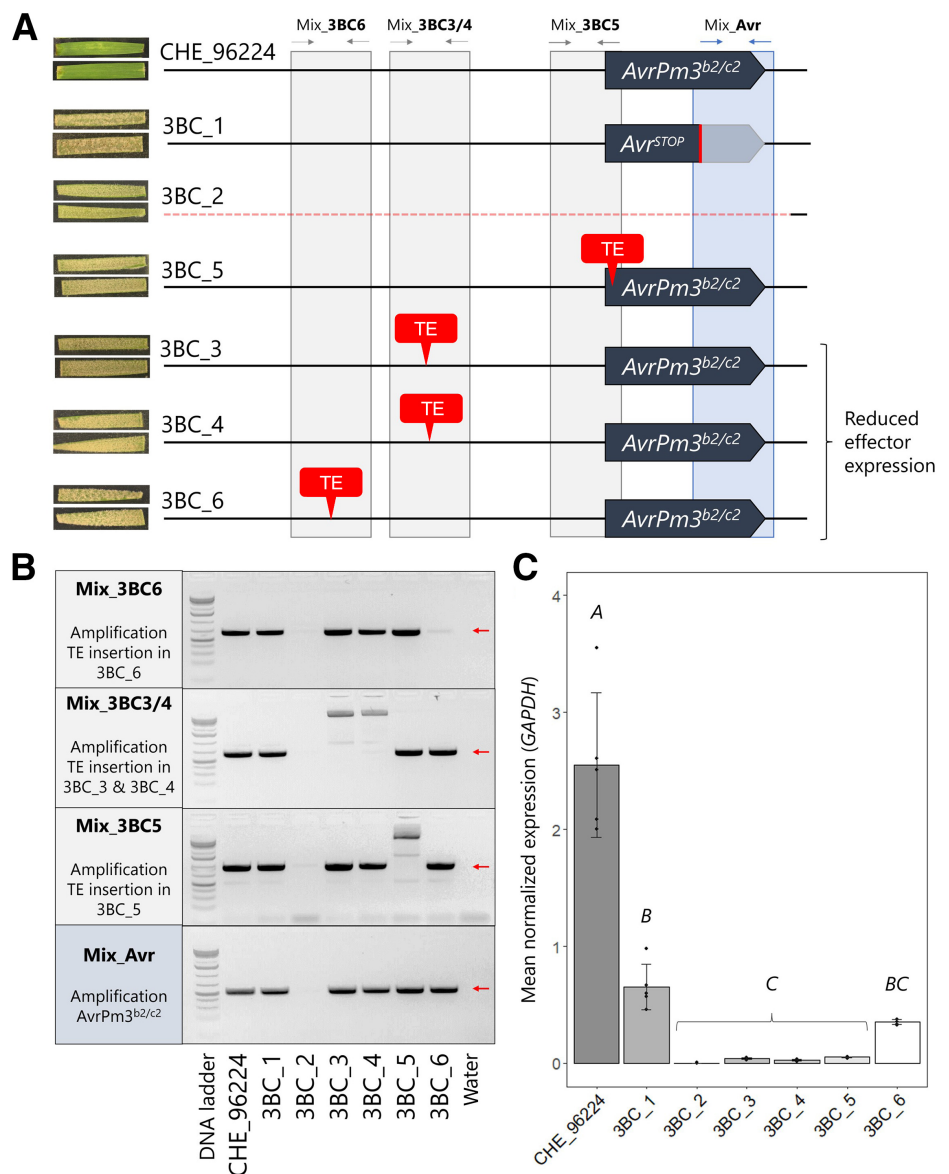 A
Mix_3BC6
Mix_3BC3/4
Mix_3BC5
Mix_Avr
CHE_96224
AvrPm3b2/c2
3BC_1
AvrSTOP
3BC_2
3BC_5
TE
AvrPm3b2/c2
3BC_3
TE
AvrPm3b2/c2
3BC_4
TE
AvrPm3b2/c2
3BC_6
TE
AvrPm3b2/c2
Reduced
effector
expression
B
Mix_3BC6
Amplification
TE insertion in
3BC_6
Mix_3BC3/4
Amplification
TE insertion in
3BC_3 & 3BC_4
Mix_3BC5
Amplification
TE insertion in
3BC_5
Mix_Avr
Amplification
AvrPm3b2/c2
DNA ladder
CHE_96224
3BC_1
3BC_2
3BC_3
3BC_4
3BC_5
3BC_6
Water
C
Mean normalized expression (GAPDH)
4
3
2
1
0
A
B
C
BC
CHE_96224
3BC_1
3BC_2
3BC_3
3BC_4
3BC_5
3BC_6